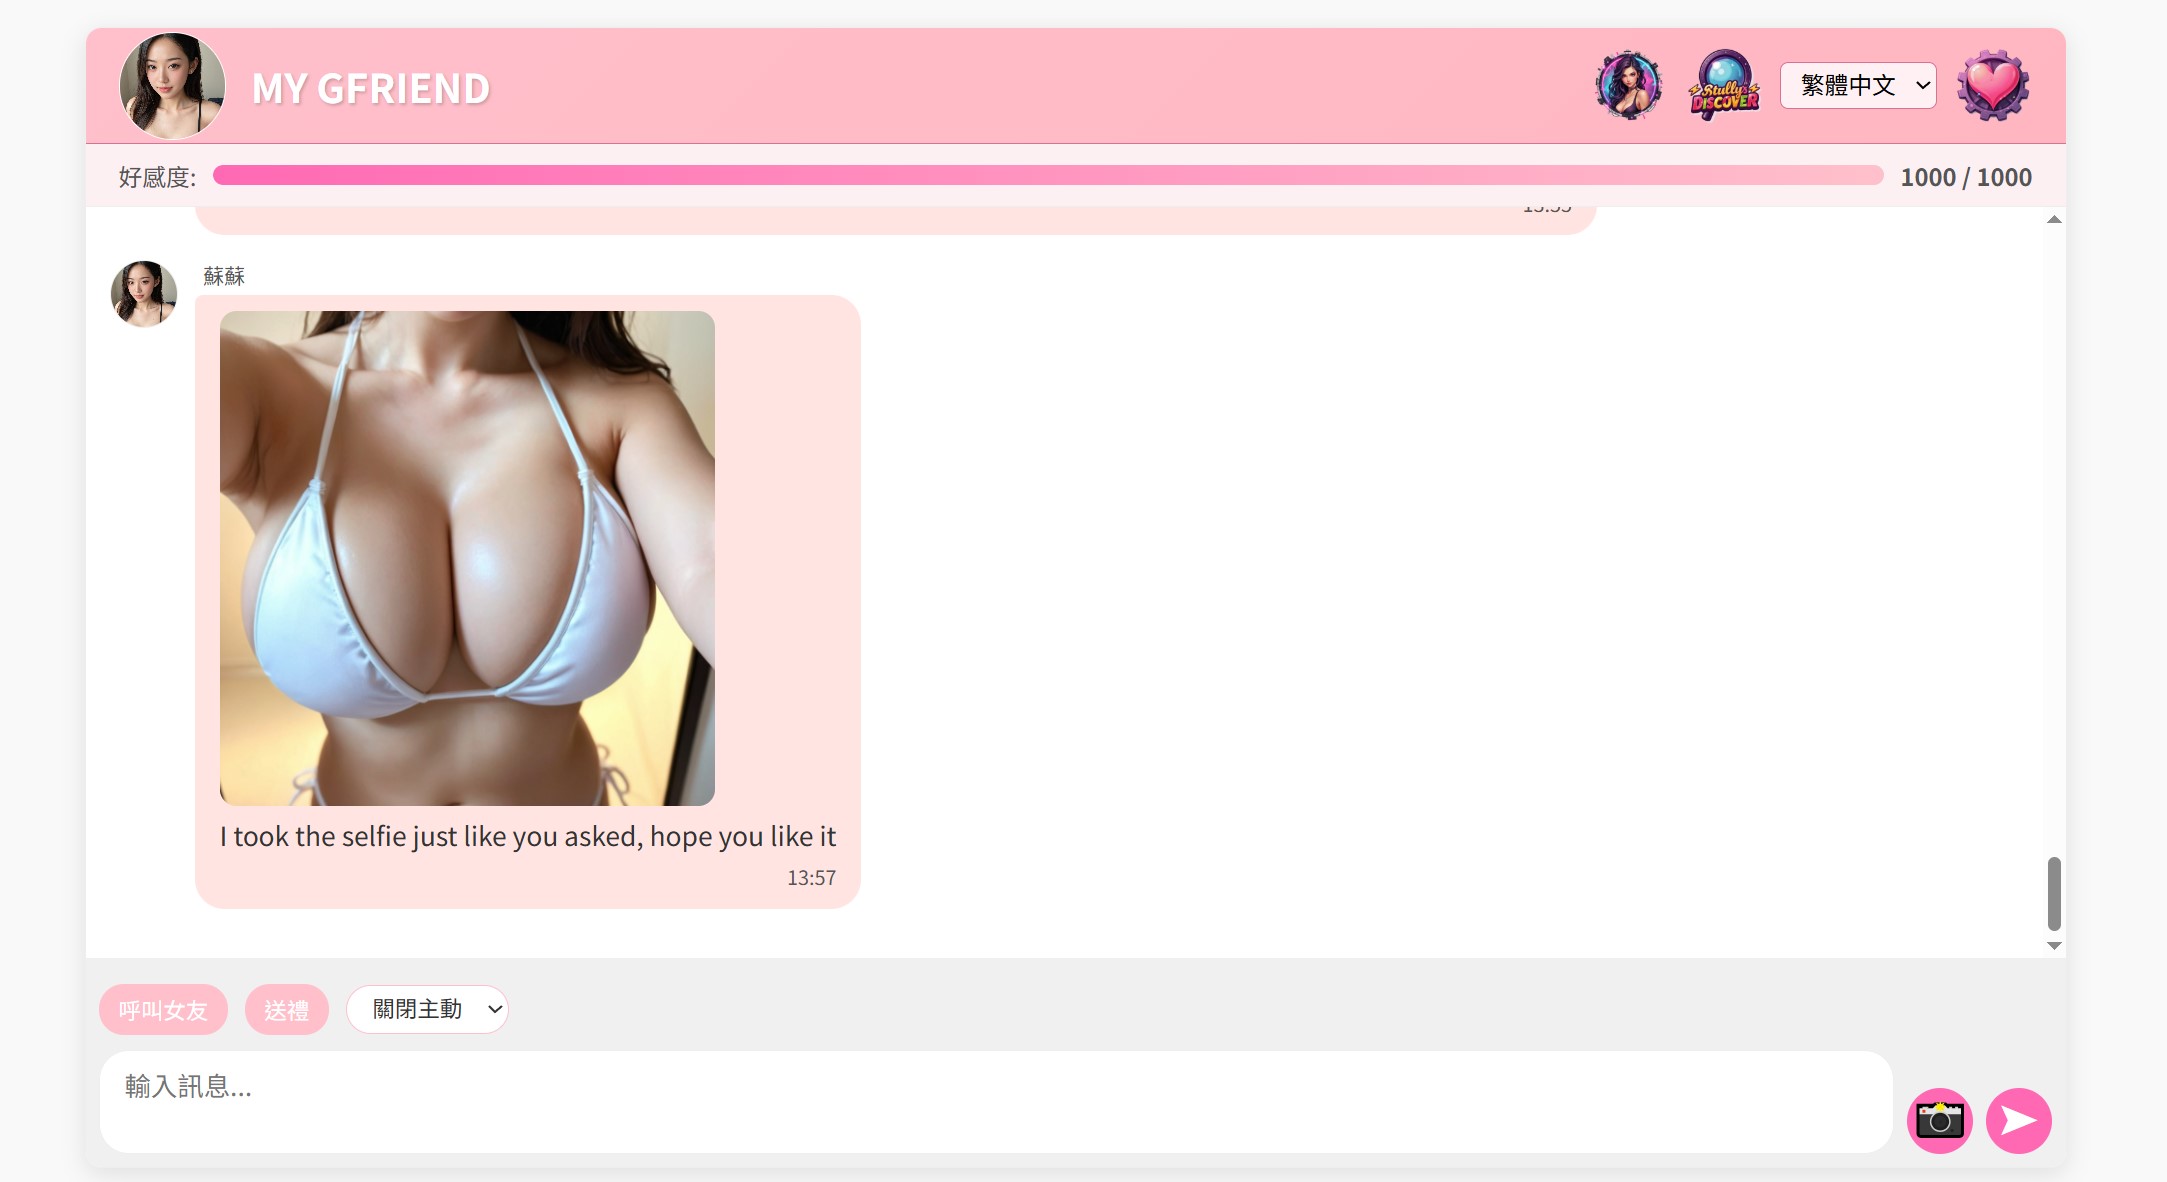 MY GFRIEND
Stullys
DISCOVER
繁體中文
好感度:
1000 / 1000
蘇蘇
I took the selfie just like you asked, hope you like it
13:57
呼叫女友
送禮
關閉主動
輸入訊息...